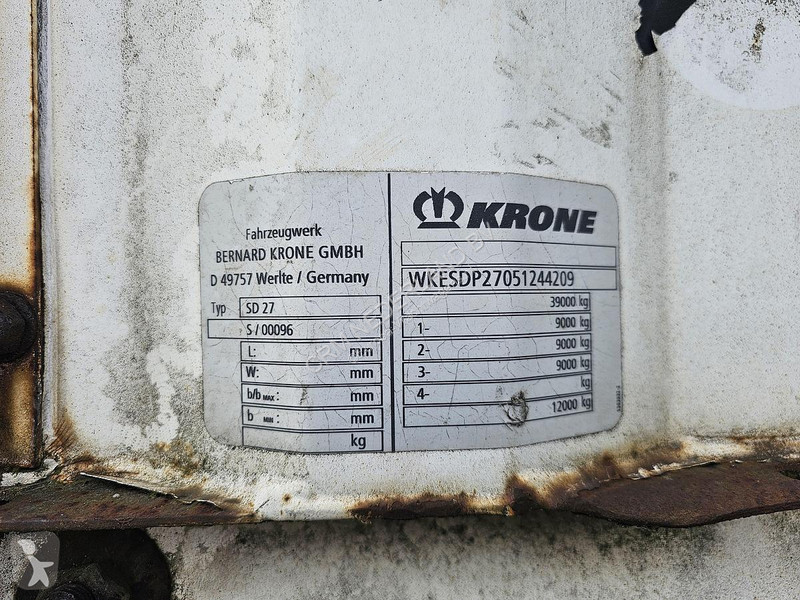 Fahrzeugwerk
BERNARD KRONE GMBH
D 49757 Werlte / Germany
Typ SD 27
S / 00096
L: mm
W: mm
b/b MAX: mm
b MIN: mm
kg
KRONE
WKESDP27051244209
39000 kg
1- 9000 kg
2- 9000 kg
3- 9000 kg
4- kg
12000 kg